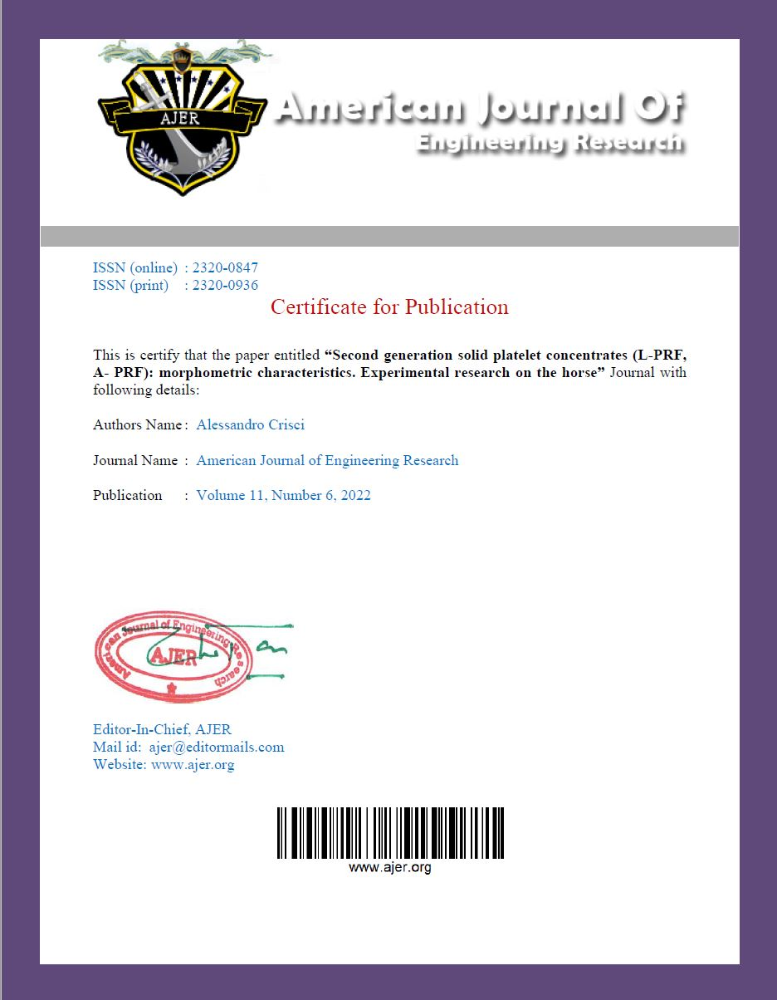 AJER
American Journal Of
Engineering Research
ISSN (online) : 2320-0847
ISSN (print) : 2320-0936
Certificate for Publication
This is certify that the paper entitled “Second generation solid platelet concentrates (L-PRF,
A- PRF): morphometric characteristics. Experimental research on the horse” Journal with
following details:
Authors Name : Alessandro Crisci
Journal Name : American Journal of Engineering Research
Publication : Volume 11, Number 6, 2022
American Journal of Engineering Research
AJER
Editor-In-Chief, AJER
Mail id: ajer@editormails.com
Website: www.ajer.org
www.ajer.org